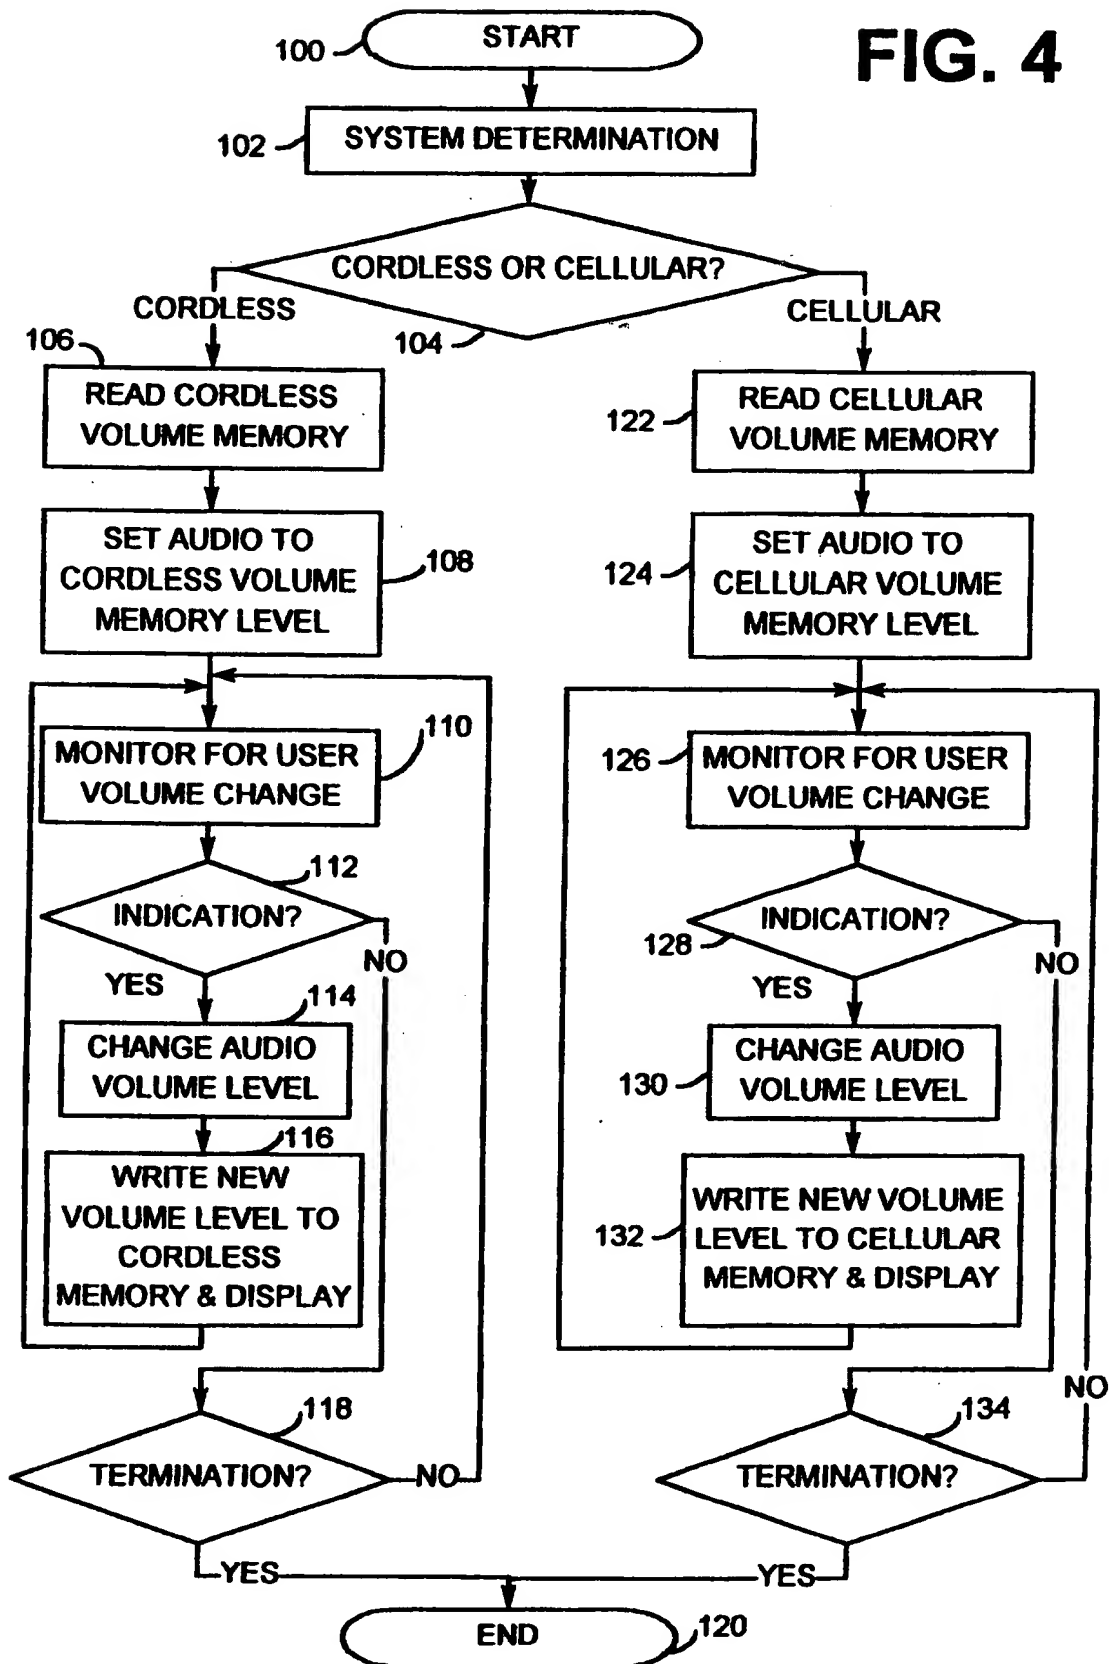 FIG. 4
START
100
SYSTEM DETERMINATION
102
CORDLESS OR CELLULAR?
104
CORDLESS
CELLULAR
106
READ CORDLESS
VOLUME MEMORY
122
READ CELLULAR
VOLUME MEMORY
SET AUDIO TO
CORDLESS VOLUME
MEMORY LEVEL
108
124
SET AUDIO TO
CELLULAR VOLUME
MEMORY LEVEL
110
MONITOR FOR USER
VOLUME CHANGE
126
MONITOR FOR USER
VOLUME CHANGE
112
INDICATION?
NO
YES
128
INDICATION?
NO
YES
114
CHANGE AUDIO
VOLUME LEVEL
130
CHANGE AUDIO
VOLUME LEVEL
116
WRITE NEW
VOLUME LEVEL TO
CORDLESS
MEMORY & DISPLAY
132
WRITE NEW VOLUME
LEVEL TO CELLULAR
MEMORY & DISPLAY
118
TERMINATION?
NO
YES
134
TERMINATION?
NO
YES
END
120